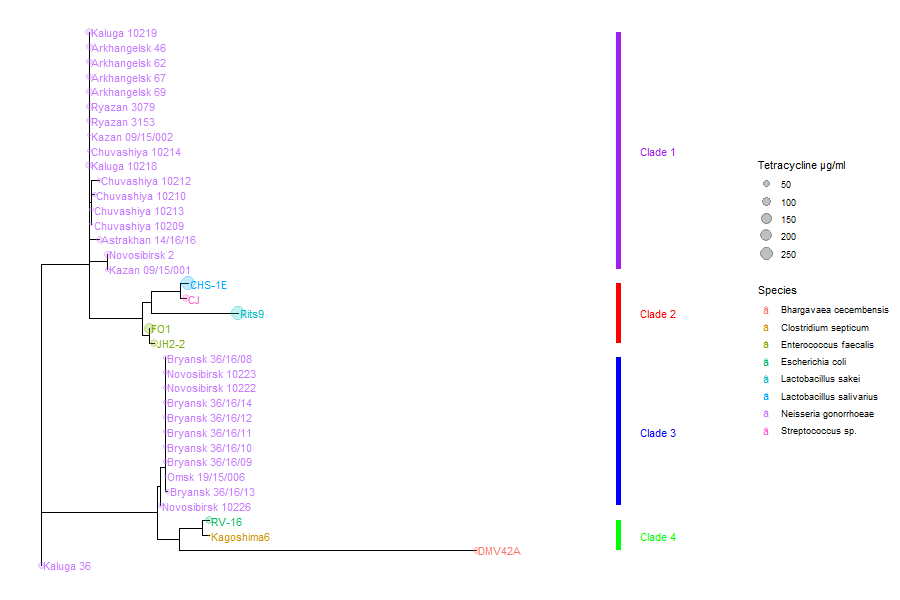 Kaluga 10219
Arkhangelsk 46
Arkhangelsk 62
Arkhangelsk 67
Arkhangelsk 69
Ryazan 3079
Ryazan 3153
Kazan 09/15/002
Chuvashiya 10214
Kaluga 10218
Chuvashiya 10212
Chuvashiya 10210
Chuvashiya 10213
Chuvashiya 10209
Astrakhan 14/16/16
Novosibirsk 2
Kazan 09/15/001
CHS-1E
CJ
Rits9
FO1
JH2-2
Bryansk 36/16/08
Novosibirsk 10223
Novosibirsk 10222
Bryansk 36/16/14
Bryansk 36/16/12
Bryansk 36/16/11
Bryansk 36/16/10
Bryansk 36/16/09
Omsk 19/15/006
Bryansk 36/16/13
Novosibirsk 10226
RV-16
Kagoshima6
DMV42A
Kaluga 36
Clade 1
Clade 2
Clade 3
Clade 4
Tetracycline µg/ml
50
100
150
200
250
Species
a Bhargavaea cecembensis
a Clostridium septicum
a Enterococcus faecalis
a Escherichia coli
a Lactobacillus sakei
a Lactobacillus salivarius
a Neisseria gonorrhoeae
a Streptococcus sp.